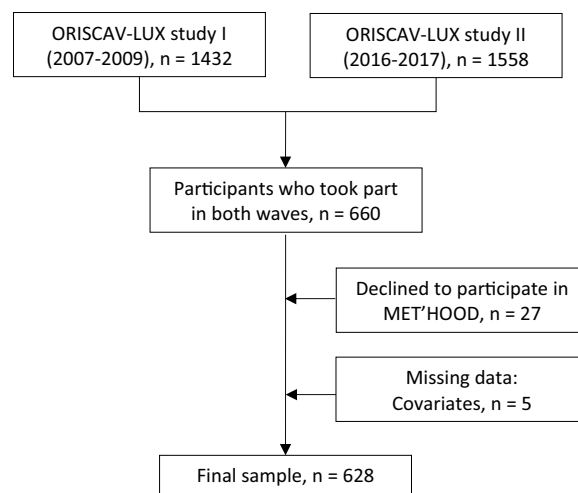 ORISCAV-LUX study I
(2007-2009), n = 1432
ORISCAV-LUX study II
(2016-2017), n = 1558
Participants who took part
in both waves, n = 660
Declined to participate in
MET’HOOD, n = 27
Missing data:
Covariates, n = 5
Final sample, n = 628